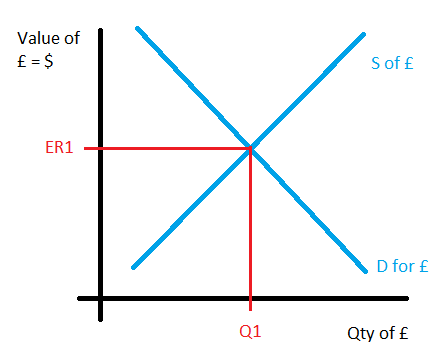 Value of
£ = $
S of £
ER1
D for £
Q1
Qty of £